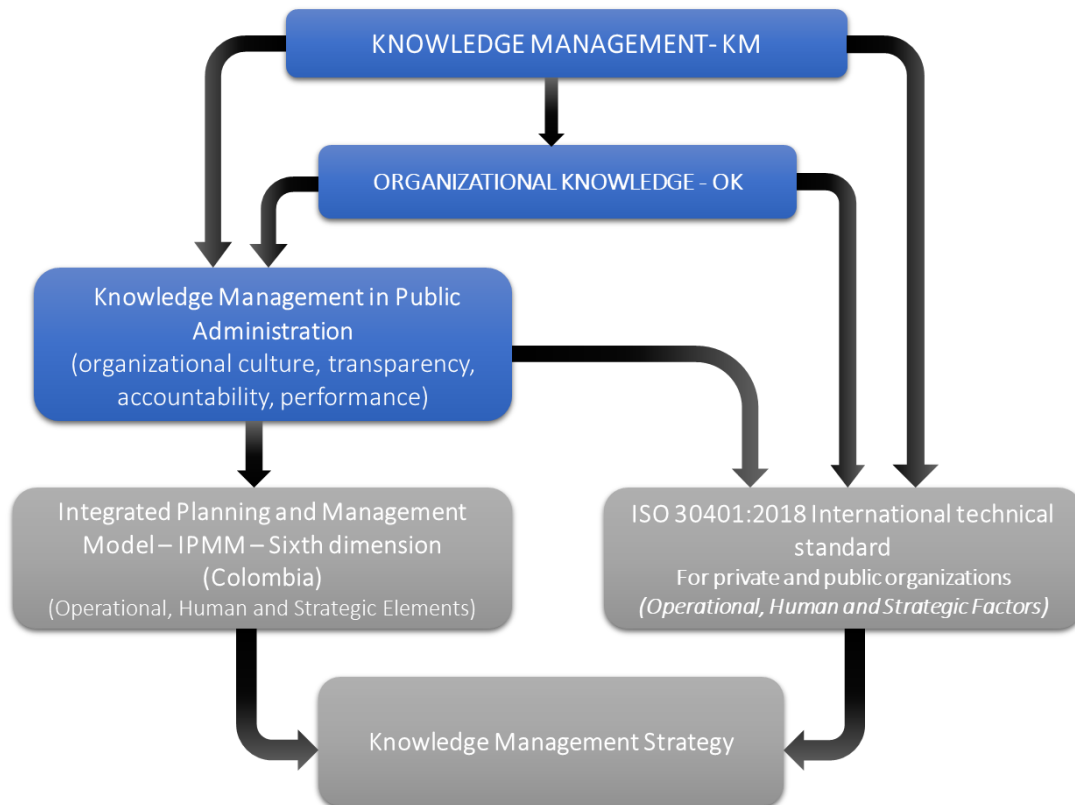 KNOWLEDGE MANAGEMENT- KM
ORGANIZATIONAL KNOWLEDGE - OK
Knowledge Management in Public
Administration
(organizational culture, transparency,
accountability, performance)
Integrated Planning and Management
Model – IPMM – Sixth dimension
(Colombia)
(Operational, Human and Strategic Elements)
ISO 30401:2018 International technical
standard
For private and public organizations
(Operational, Human and Strategic Factors)
Knowledge Management Strategy